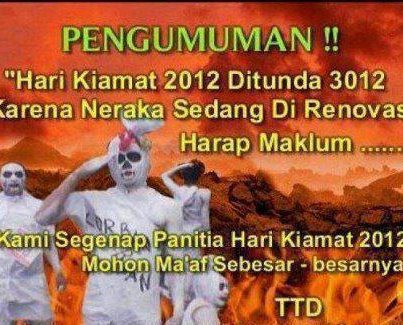 PENGUMUMAN !!
"Hari Kiamat 2012 Ditunda 3012
Karena Neraka Sedang Di Renovas
Harap Maklum ......
Kami Segenap Panitia Hari Kiamat 2012
Mohon Ma'af Sebesar - besarnya
TTD